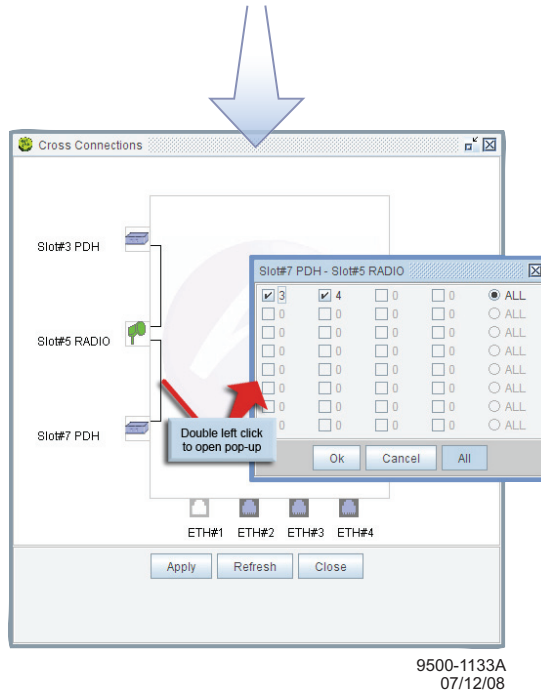 Cross Connections
Slot#3 PDH
Slot#5 RADIO
Slot#7 PDH
Slot#7 PDH - Slot#5 RADIO
3 4 0 0 ALL
0 0 0 0 ALL
0 0 0 0 ALL
0 0 0 0 ALL
0 0 0 0 ALL
0 0 0 0 ALL
0 0 0 0 ALL
0 0 0 0 ALL
Ok Cancel All
Double left click
to open pop-up
ETH#1 ETH#2 ETH#3 ETH#4
Apply Refresh Close
9500-1133A
07/12/08